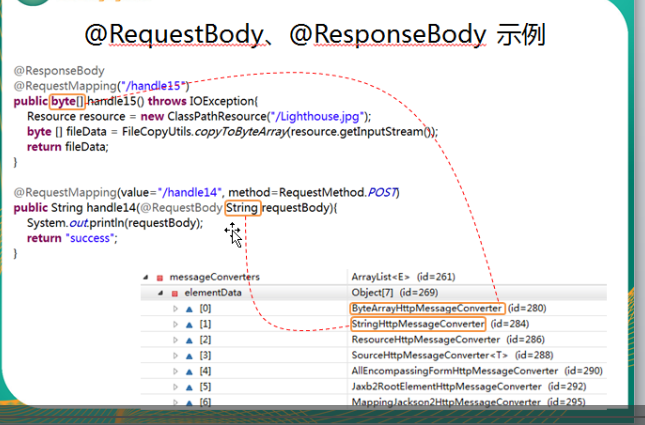 @RequestBody、@ResponseBody 示例
@ResponseBody
@RequestMapping("/handle15")
public byte[] handle15() throws IOException{
Resource resource = new ClassPathResource("/Lighthouse.jpg");
byte [] fileData = FileCopyUtils.copyToByteArray(resource.getInputStream());
return fileData;
}
@RequestMapping(value="/handle14", method=RequestMethod.POST)
public String handle14(@RequestBody String requestBody){
System.out.println(requestBody);
return "success";
}
messageConverters ArrayList<E> (id=261)
elementData Object[7] (id=269)
[0] ByteArrayHttpMessageConverter (id=280)
[1] StringHttpMessageConverter (id=284)
[2] ResourceHttpMessageConverter (id=286)
[3] SourceHttpMessageConverter<T> (id=288)
[4] AllEncompassingFormHttpMessageConverter (id=290)
[5] Jaxb2RootElementHttpMessageConverter (id=292)
[6] MappingJackson2HttpMessageConverter (id=295)